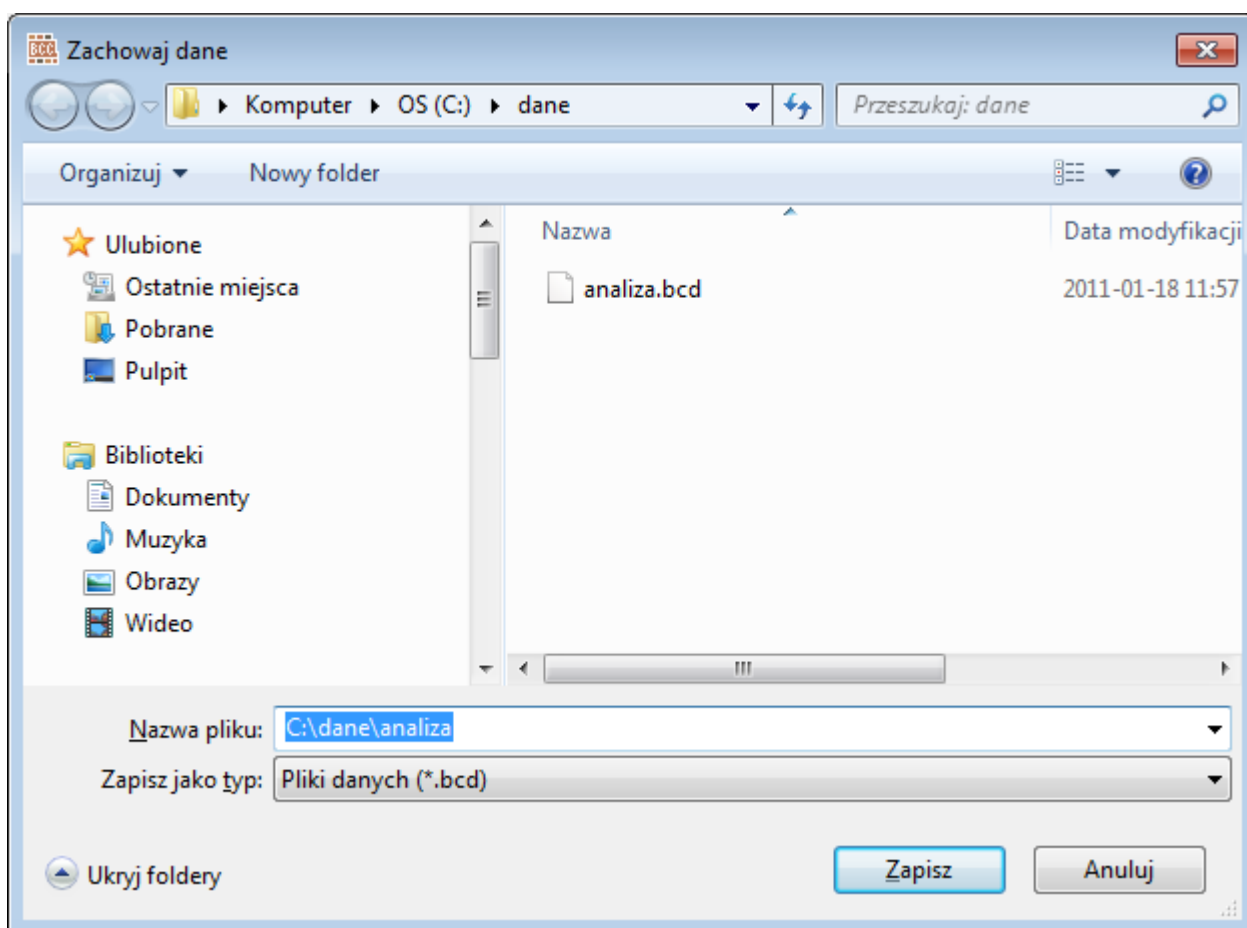 Zachowaj dane
Komputer OS (C:) dane Przeszukaj: dane
Organizuj Nowy folder
Nazwa Data modyfikacji
Ulubione
Ostatnie miejsca
analiza.bcd 2011-01-18 11:57
Pobrane
Pulpit
Biblioteki
Dokumenty
Muzyka
Obrazy
Wideo
Nazwa pliku: C:\dane\analiza
Zapisz jako typ: Pliki danych (*.bcd)
Ukryj foldery Zapisz Anuluj